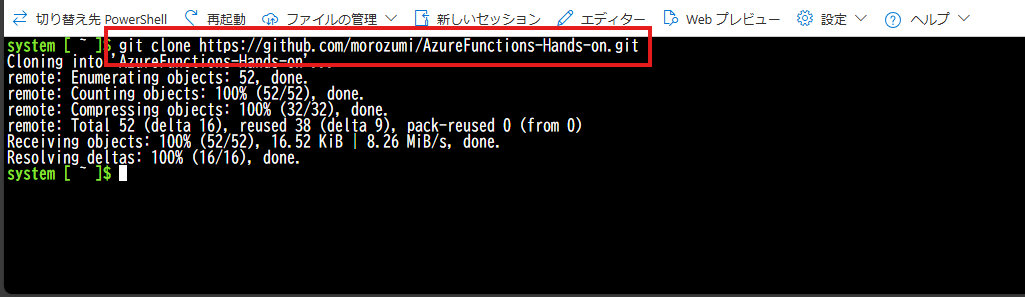 切り替え先 PowerShell 再起動 ファイルの管理 新しいセッション エディター Web プレビュー 設定 ヘルプ
system [ ~ ]$ git clone https://github.com/morozumi/AzureFunctions-Hands-on.git
Cloning into 'AzureFunctions-Hands-on'...
remote: Enumerating objects: 52, done.
remote: Counting objects: 100% (52/52), done.
remote: Compressing objects: 100% (32/32), done.
remote: Total 52 (delta 16), reused 38 (delta 9), pack-reused 0 (from 0)
Receiving objects: 100% (52/52), 16.52 KiB | 8.26 MiB/s, done.
Resolving deltas: 100% (16/16), done.
system [ ~ ]$